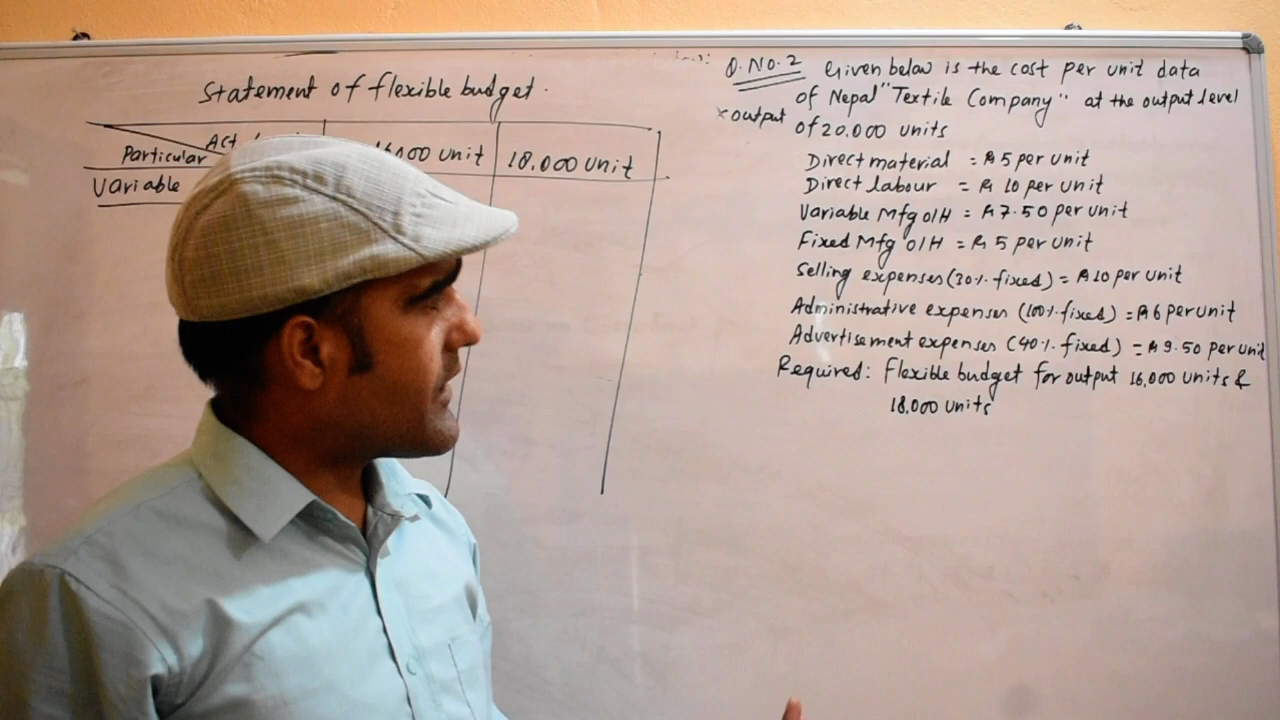 Statement of flexible budget.
Particular
18.000 unit
Variable
Q.NO.2 Given below is the cost per unit data
of Nepal "Textile Company" at the output level
x output of 20.000 units
Direct material = Rs 5 per unit
Direct labour = Rs 10 per unit
Variable Mfg o/H = Rs 7.50 per unit
Fixed Mfg o/H = Rs 5 per unit
Selling expenses (30% fixed) = Rs 10 per unit
Administrative expenses (100% fixed) = Rs 6 per unit
Advertisement expenses (40% fixed) = Rs 9.50 per unit
Required: Flexible budget for output 16,000 units &
18,000 units